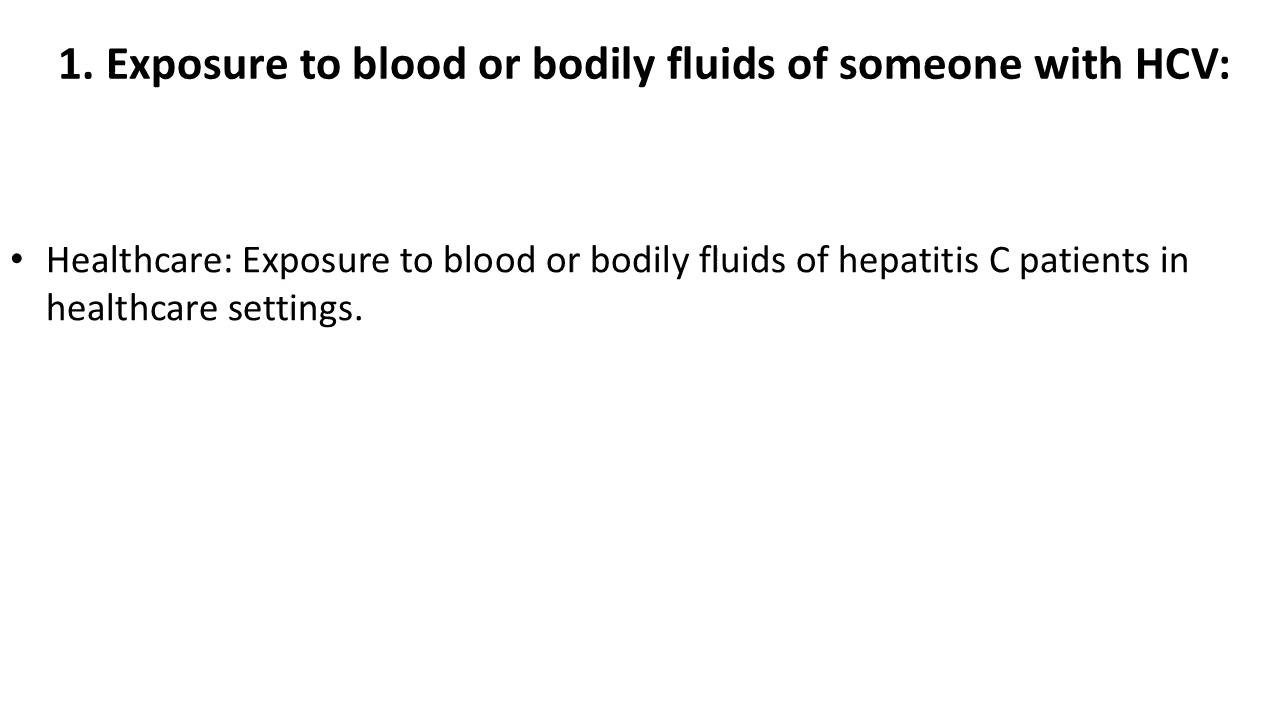 1. Exposure to blood or bodily fluids of someone with HCV:
• Healthcare: Exposure to blood or bodily fluids of hepatitis C patients in
healthcare settings.